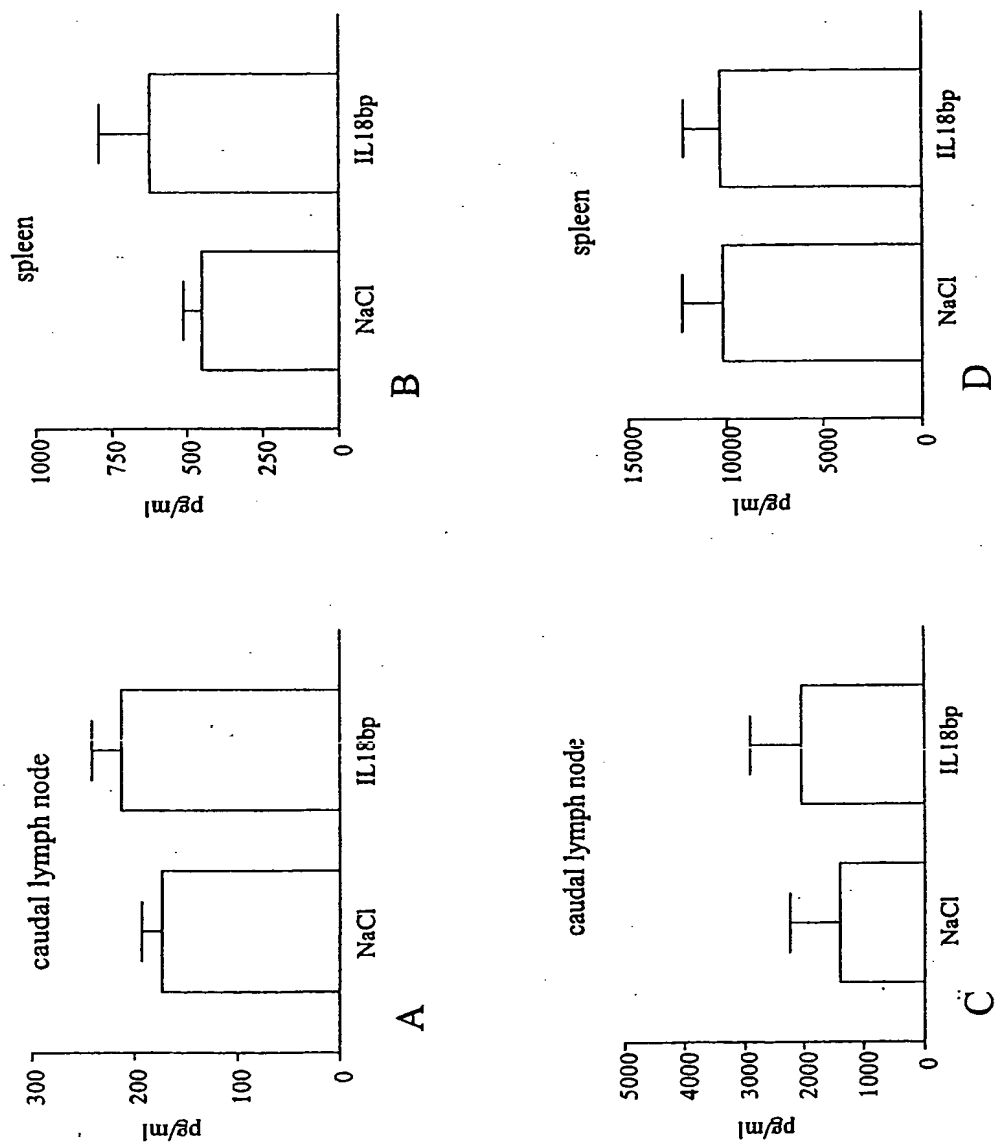 caudal lymph node
300
200
100
0
pg/ml
NaCl
IL18bp
A
spleen
1000
750
500
250
0
pg/ml
NaCl
IL18bp
B
caudal lymph node
5000
4000
3000
2000
1000
0
pg/ml
NaCl
IL18bp
C
spleen
15000
10000
5000
0
pg/ml
NaCl
IL18bp
D